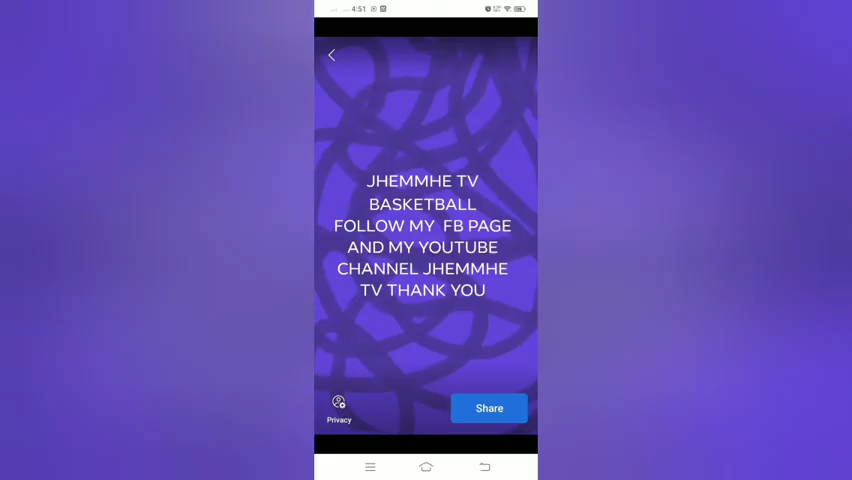 4:51
JHEMMHE TV
BASKETBALL
FOLLOW MY FB PAGE
AND MY YOUTUBE
CHANNEL JHEMMHE
TV THANK YOU
Privacy
Share